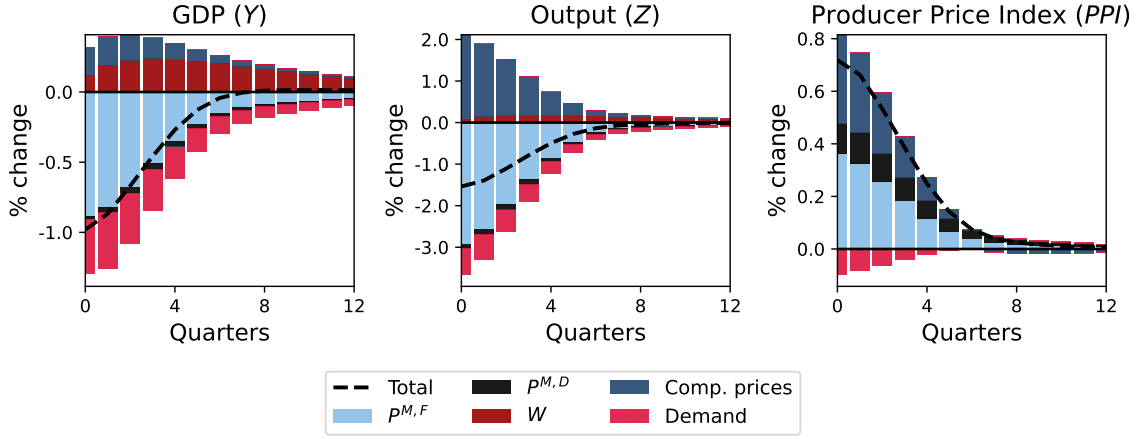 GDP (Y)
0.0
-0.5
-1.0
% change
0 4 8 12
Quarters
Output (Z)
2.0
1.0
0.0
-1.0
-2.0
-3.0
% change
0 4 8 12
Quarters
Producer Price Index (PPI)
0.8
0.6
0.4
0.2
0.0
% change
0 4 8 12
Quarters
Total P^{M,D} Comp. prices
P^{M,F} W Demand